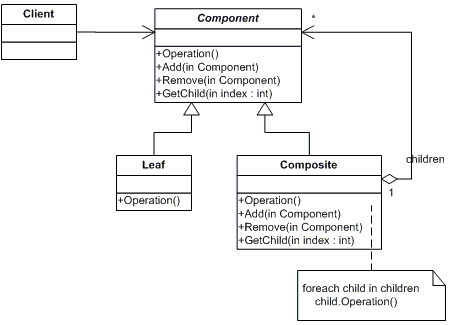 Client
Component
*
+Operation()
+Add(in Component)
+Remove(in Component)
+GetChild(in index : int)
children
Leaf
+Operation()
Composite
1
+Operation()
+Add(in Component)
+Remove(in Component)
+GetChild(in index : int)
foreach child in children
child.Operation()